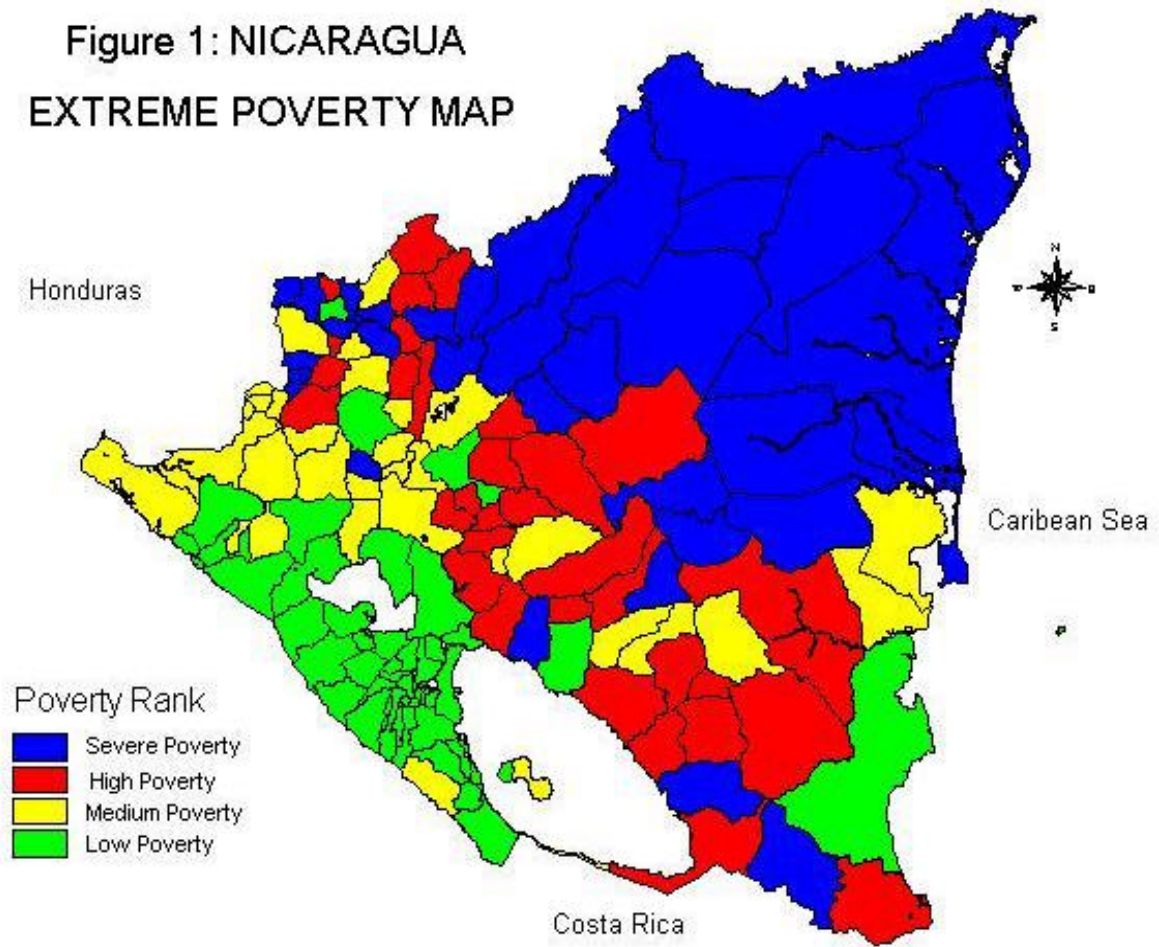 Figure 1: NICARAGUA
EXTREME POVERTY MAP
Honduras
N
S
Caribean Sea
Poverty Rank
Severe Poverty
High Poverty
Medium Poverty
Low Poverty
Costa Rica